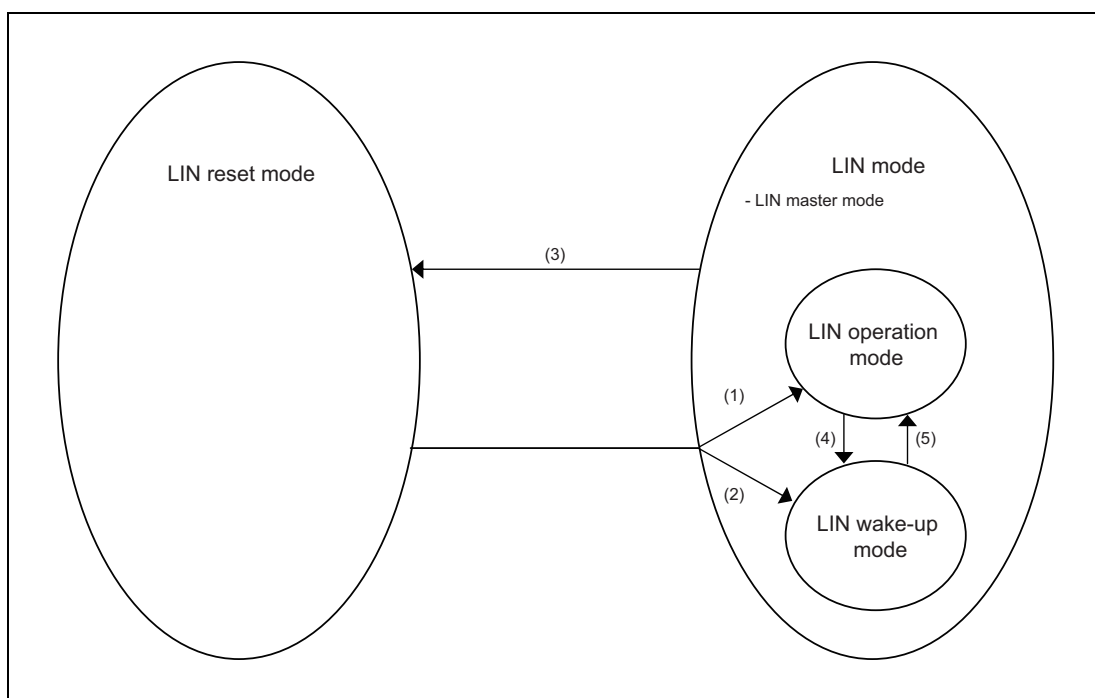 LIN reset mode
LIN mode
- LIN master mode
(3)
LIN operation
mode
(1)
(4)
(5)
(2)
LIN wake-up
mode